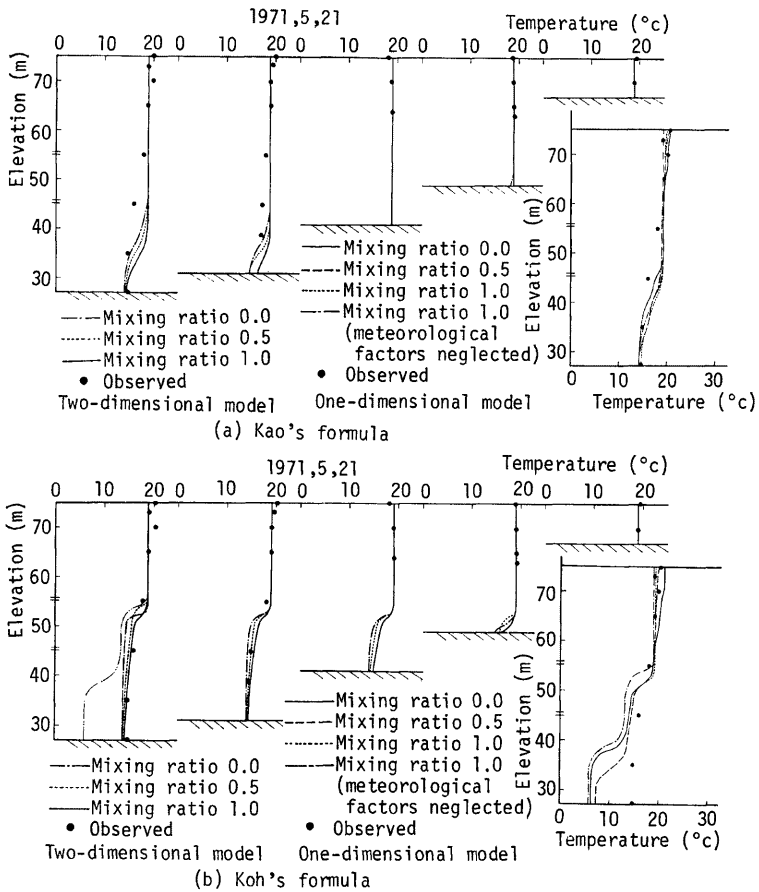 1971,5,21
Temperature (°c)
0 10 20 0 10 20 0 10 20 0 10 20 0 10 20
Elevation (m)
70
60
50
40
30
Mixing ratio 0.0
Mixing ratio 0.5
Mixing ratio 1.0
Observed
Two-dimensional model
Mixing ratio 0.0
Mixing ratio 0.5
Mixing ratio 1.0
Mixing ratio 1.0
(meteorological
factors neglected)
Observed
One-dimensional model
Elevation (m)
70
60
50
40
30
0 10 20 30
Temperature (°c)
(a) Kao's formula
1971,5,21
Temperature (°c)
0 10 20 0 10 20 0 10 20 0 10 20 0 10 20
Elevation (m)
70
60
50
40
30
Mixing ratio 0.0
Mixing ratio 0.5
Mixing ratio 1.0
Observed
Two-dimensional model
Mixing ratio 0.0
Mixing ratio 0.5
Mixing ratio 1.0
Mixing ratio 1.0
(meteorological
factors neglected)
Observed
One-dimensional model
Elevation (m)
70
60
50
40
30
0 10 20 30
Temperature (°c)
(b) Koh's formula